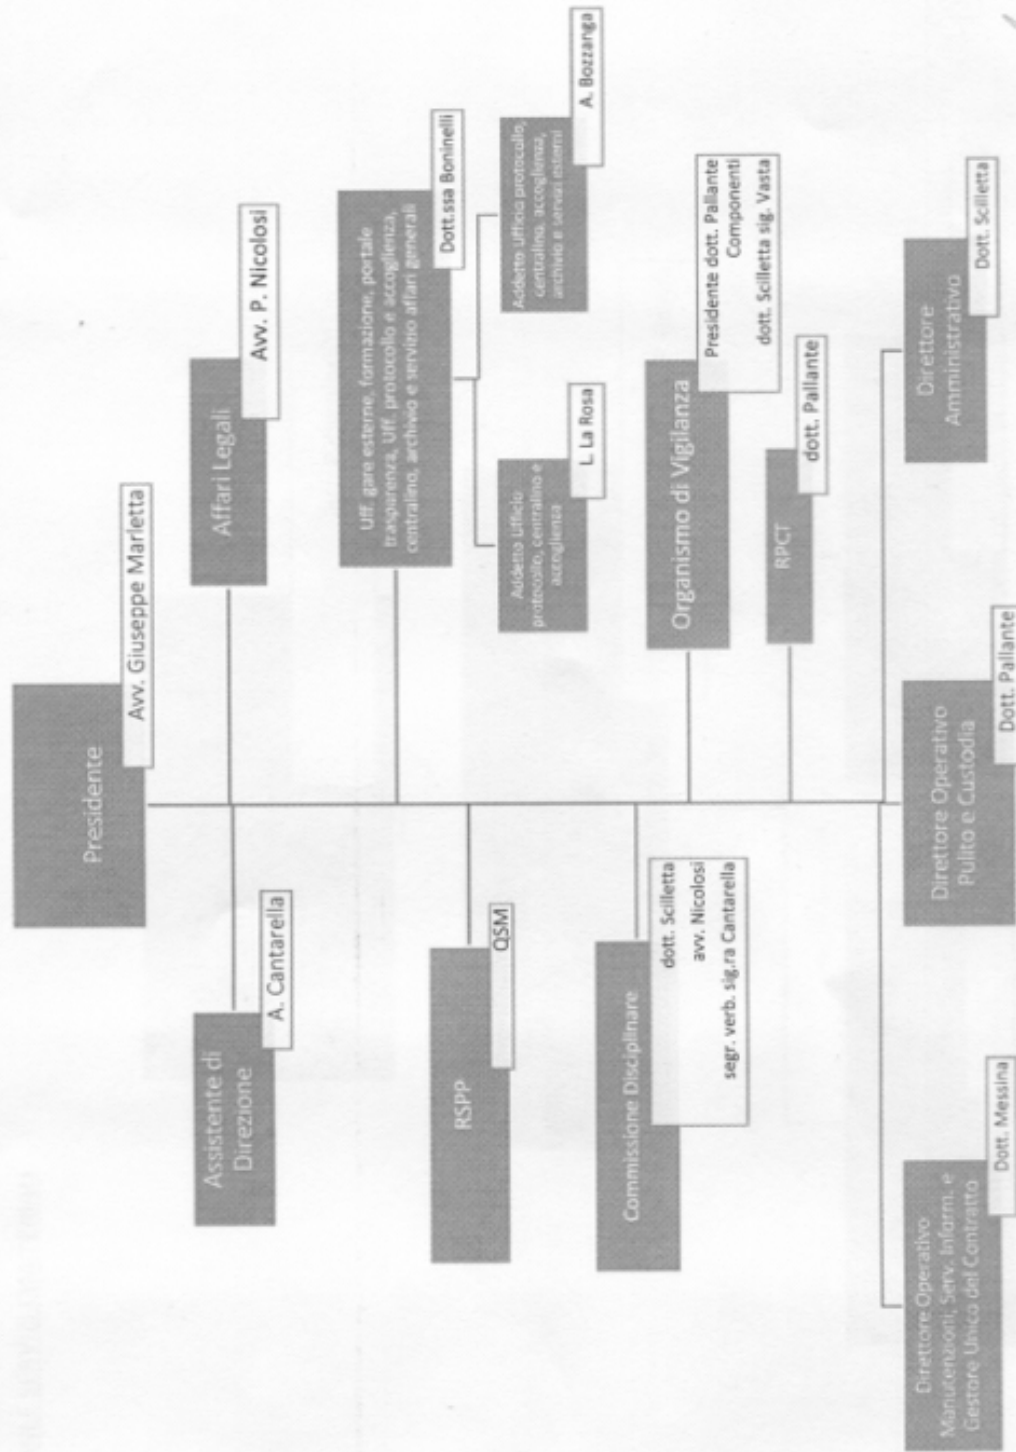 Presidente
Avv. Giuseppe Marletta
Assistente di
Direzione
A. Cantarella
Affari Legali
Avv. P. Nicolosi
Uff. gare esterne, formazione, portale
trasparenza, Uff. protocollo e accoglienza,
centralino, archivio e servizio affari generali
Dott.ssa Boninelli
RSPP
QSM
Addetto Ufficio
protocollo, centralino e
accoglienza
L. La Rosa
Addetto Ufficio protocollo,
centralino, accoglienza,
archivio e servizi esterni
A. Bozzanga
Commissione Disciplinare
dott. Scilletta
avv. Nicolosi
segr. verb. sig.ra Cantarella
Organismo di Vigilanza
Presidente dott. Pallante
Componenti
dott. Scilletta sig. Vasta
RPCT
dott. Pallante
Direttore Operativo
Manutenzioni, Serv. Inform. e
Gestore Unico del Contratto
Dott. Messina
Direttore Operativo
Pulito e Custodia
Dott. Pallante
Direttore
Amministrativo
Dott. Scilletta